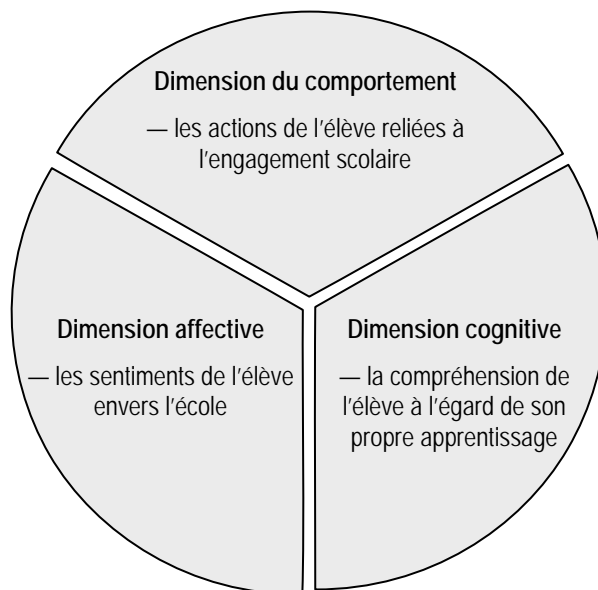 Dimension du comportement
— les actions de l’élève reliées à
l’engagement scolaire
Dimension affective
— les sentiments de l’élève
envers l’école
Dimension cognitive
— la compréhension de
l’élève à l’égard de son
propre apprentissage